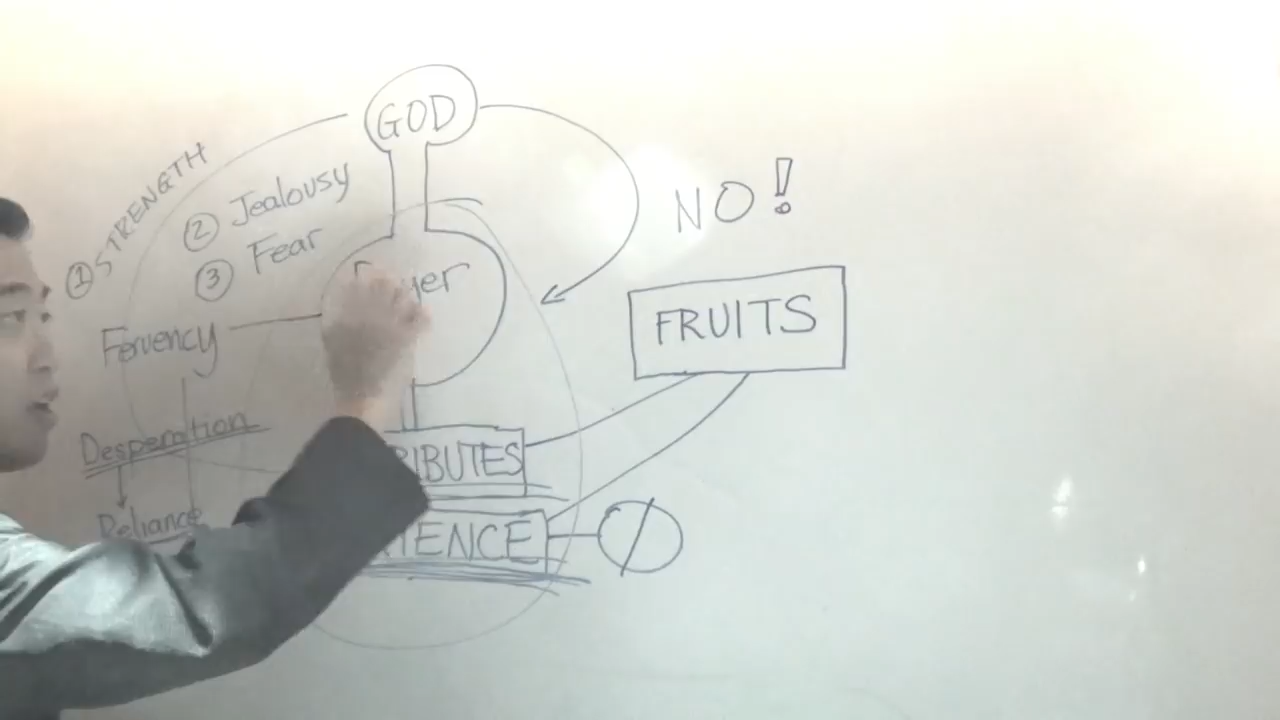 GOD
① STRENGTH
② Jealousy
③ Fear
NO!
FRUITS
Fervency
Desperation
Reliance